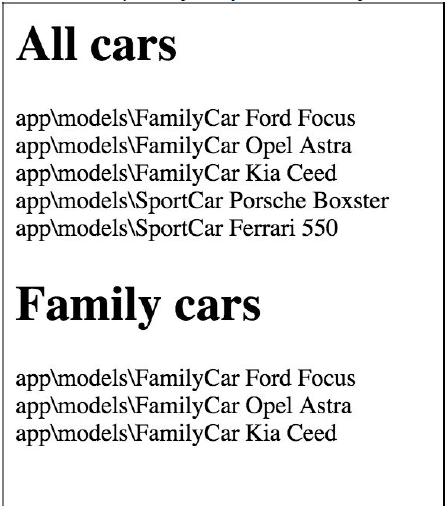 All cars
app\models\FamilyCar Ford Focus
app\models\FamilyCar Opel Astra
app\models\FamilyCar Kia Ceed
app\models\SportCar Porsche Boxster
app\models\SportCar Ferrari 550
Family cars
app\models\FamilyCar Ford Focus
app\models\FamilyCar Opel Astra
app\models\FamilyCar Kia Ceed